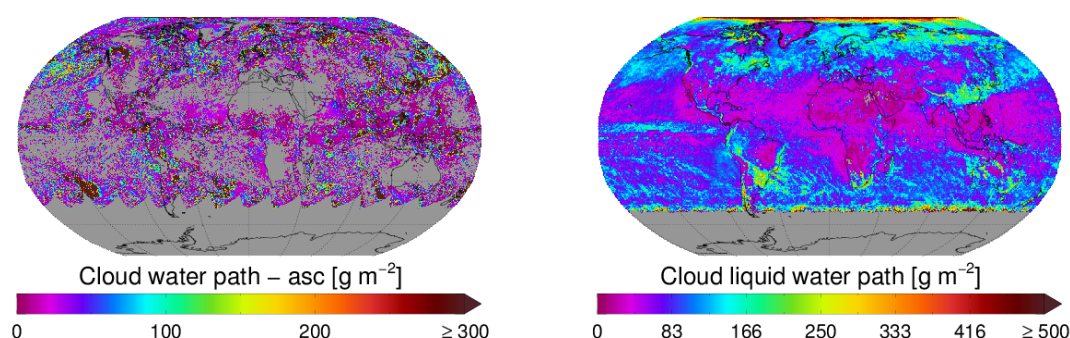 Cloud water path – asc [g m⁻²]
0 100 200 ≥ 300
Cloud liquid water path [g m⁻²]
0 83 166 250 333 416 ≥ 500